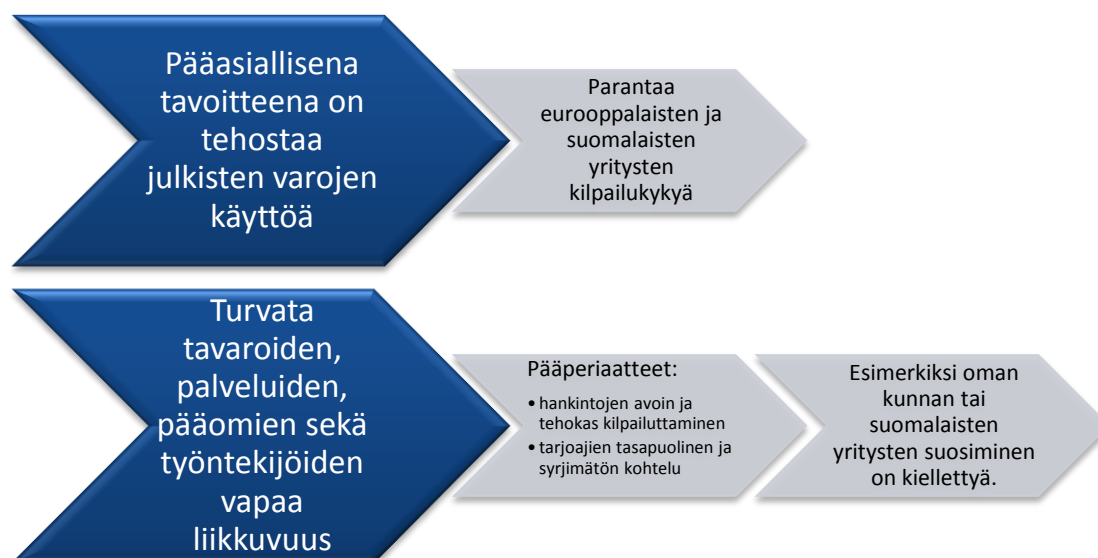 Pääasiallisena
tavoitteena on
tehostaa
julkisten varojen
käyttöä
Parantaa
eurooppalaisten ja
suomalaisten
yritysten
kilpailukykyä
Turvata
tavaroiden,
palveluiden,
pääomien sekä
työntekijöiden
vapaa
liikkuvuus
Pääperiaatteet:
• hankintojen avoin ja
tehokas kilpailuttaminen
• tarjoajien tasapuolinen ja
syrjimätön kohtelu
Esimerkiksi oman
kunnan tai
suomalaisten
yritysten suosiminen
on kiellettyä.